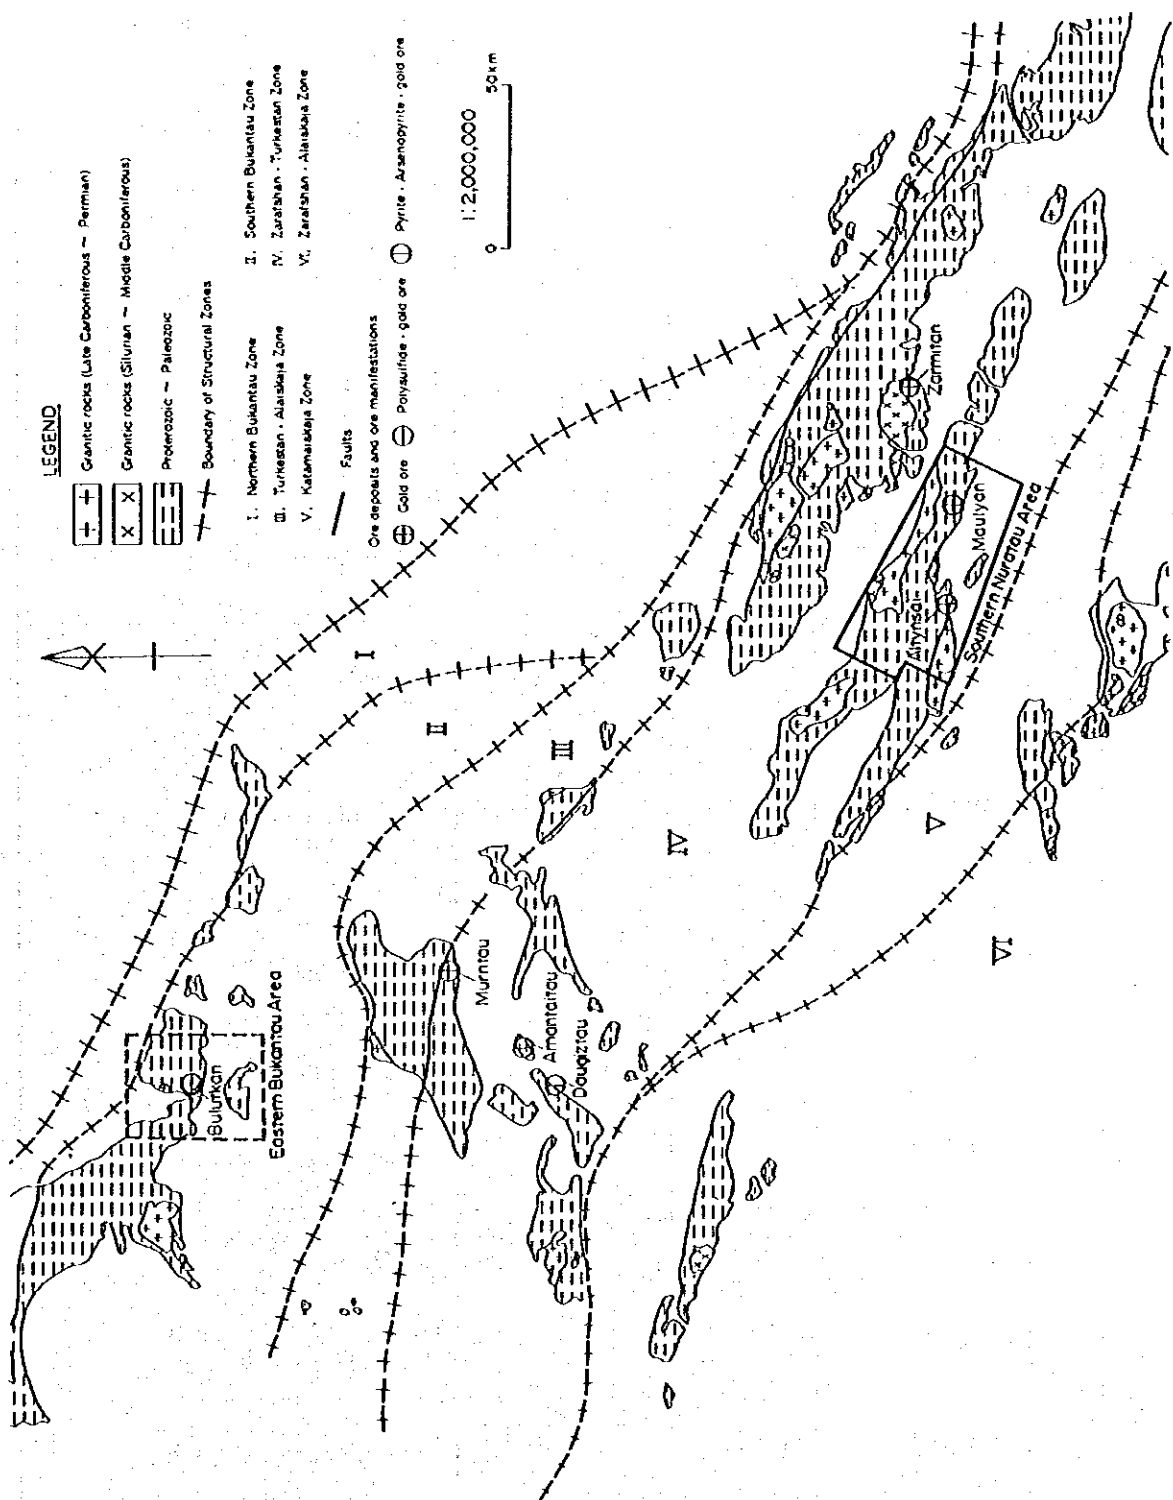 LEGEND
Granitic rocks (Late Carboniferous ~ Permian)
Granitic rocks (Silurian ~ Middle Carboniferous)
Proterozoic ~ Paleozoic
Boundary of Structural Zones
I. Northern Bukantau Zone
II. Southern Bukantau Zone
III. Turkestan - Alaiskaja Zone
IV. Zarafshan - Turkestan Zone
V. Katamaiskaja Zone
VI. Zarafshan - Alaiskaja Zone
Faults
Ore deposits and ore manifestations
Gold ore
Polysulfide - gold ore
Pyrite - Arsenopyrite - gold ore
1:2,000,000
0 50km
I
II
III
IV
V
VI
Bulutkan
Eastern Bukantau Area
Murntau
Amantaitau
Daugiztau
Zarmitan
Altynsai
Maulyan
Southern Nuratau Area